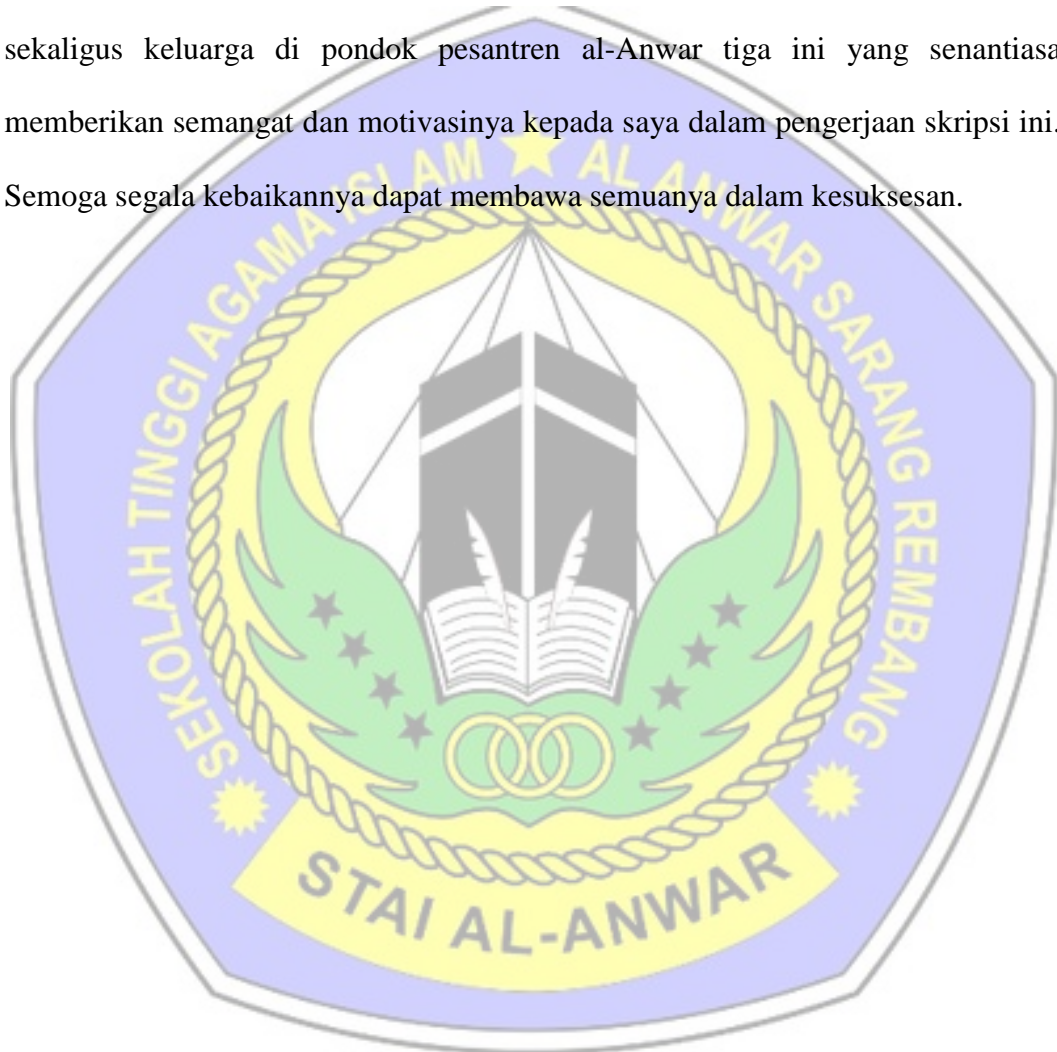 sekaligus keluarga di pondok pesantren al-Anwar tiga ini yang senantiasa
memberikan semangat dan motivasinya kepada saya dalam pengerjaan skripsi ini.
Semoga segala kebaikannya dapat membawa semuanya dalam kesuksesan.
SEKOLAH TINGGI AGAMA ISLAM AL ANWAR SARANG REMBANG
STAI AL-ANWAR